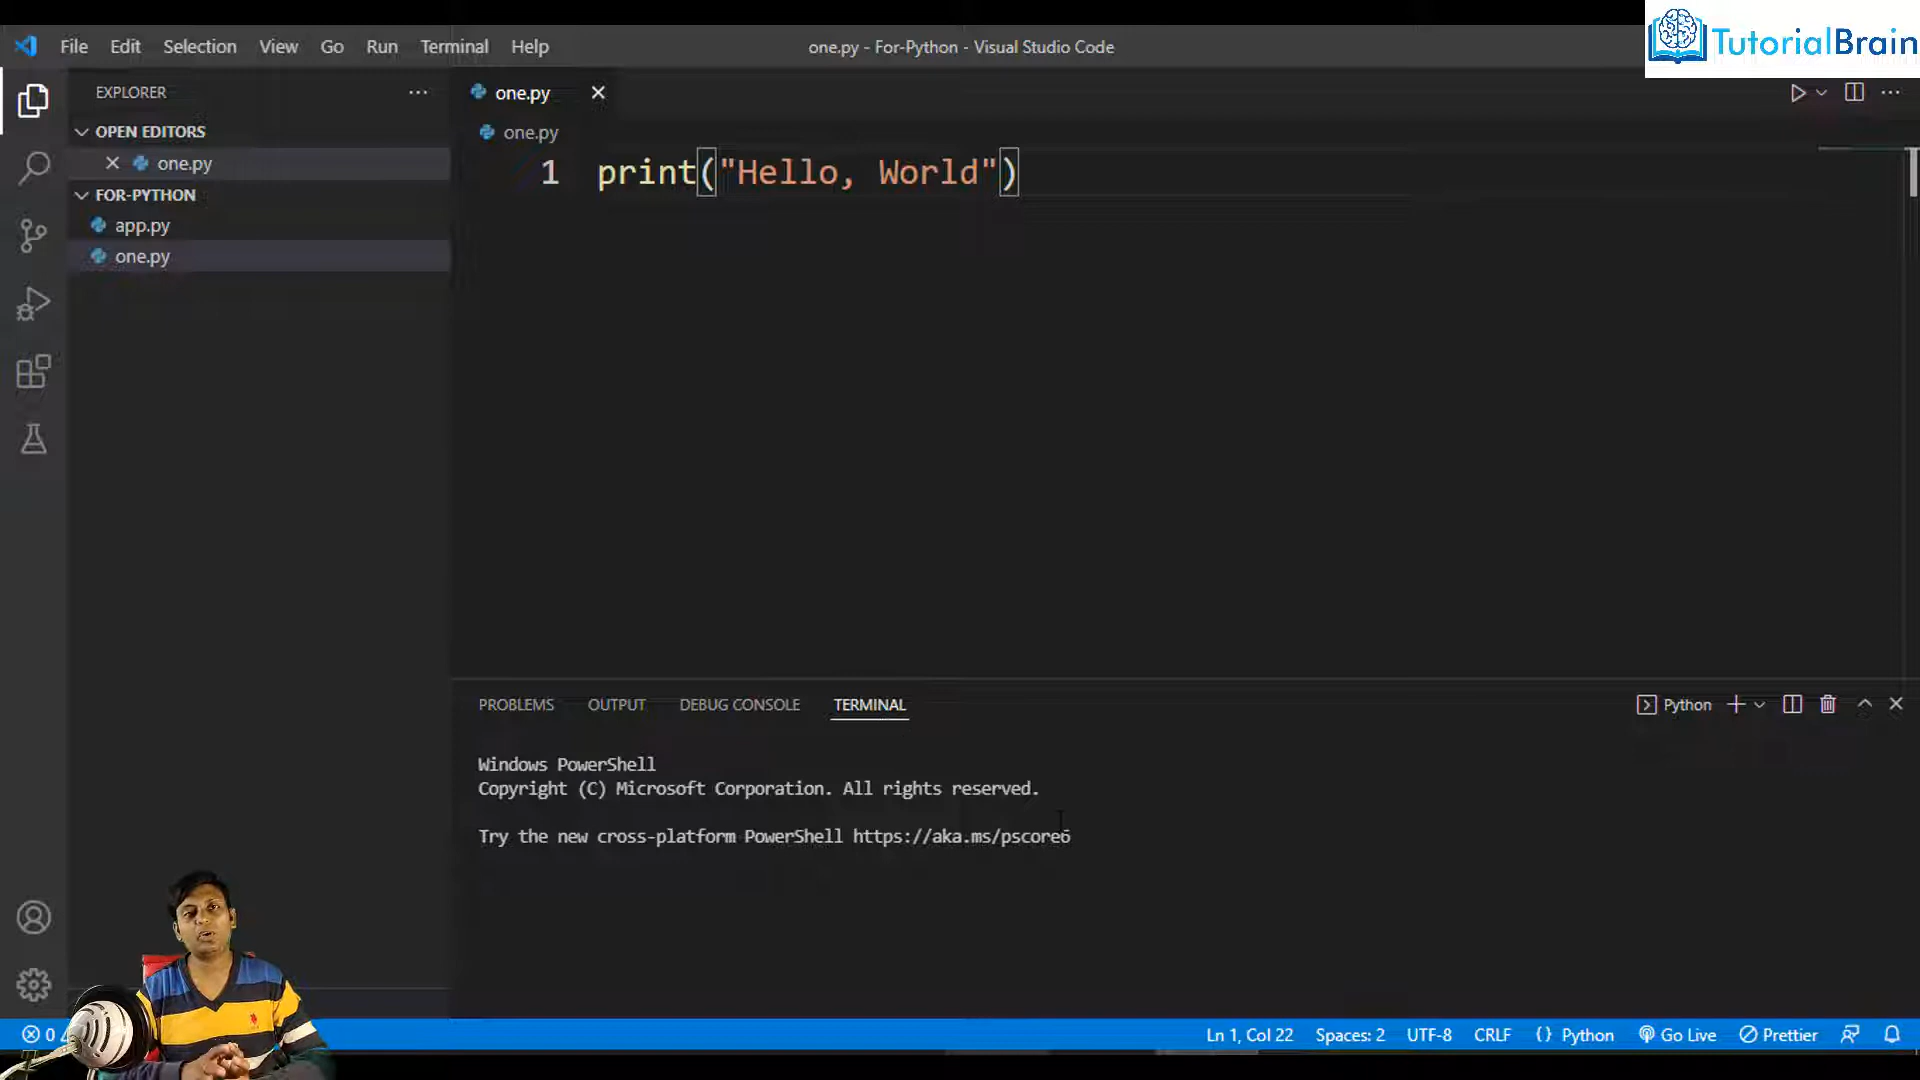 File Edit Selection View Go Run Terminal Help
one.py - For-Python - Visual Studio Code
TutorialBrain
EXPLORER
OPEN EDITORS
one.py
FOR-PYTHON
app.py
one.py
one.py
one.py
1 print("Hello, World")
PROBLEMS OUTPUT DEBUG CONSOLE TERMINAL
Python
Windows PowerShell
Copyright (C) Microsoft Corporation. All rights reserved.
Try the new cross-platform PowerShell https://aka.ms/pscore6
0
Ln 1, Col 22 Spaces: 2 UTF-8 CRLF {} Python Go Live Prettier